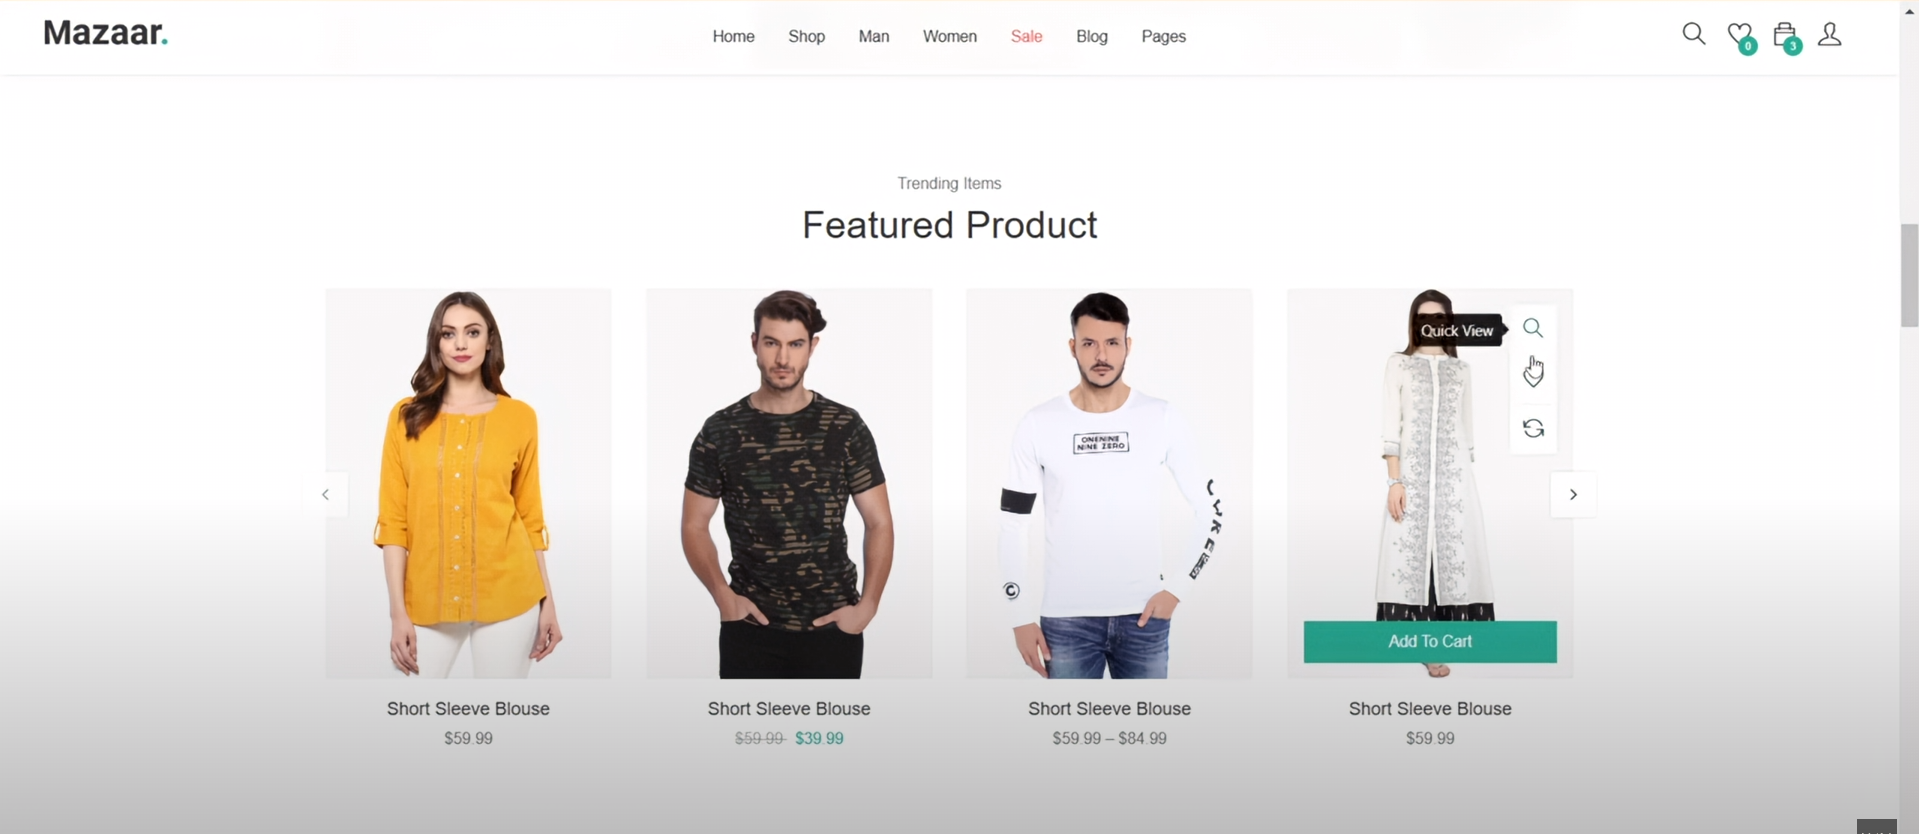 Mazaar.
Home Shop Man Women Sale Blog Pages
0 3
Trending Items
Featured Product
Quick View
ONENINE
NINE ZERO
C
Add To Cart
Short Sleeve Blouse Short Sleeve Blouse Short Sleeve Blouse Short Sleeve Blouse
$59.99 $59.99 $39.99 $59.99 – $84.99 $59.99